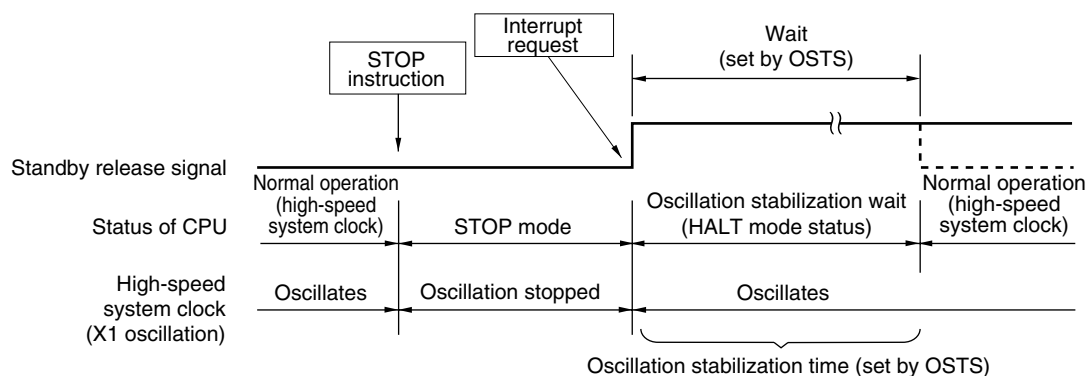 Interrupt
request
Wait
(set by OSTS)
STOP
instruction
Standby release signal
Normal operation
(high-speed
system clock)
Status of CPU
STOP mode
Oscillation stabilization wait
(HALT mode status)
Normal operation
(high-speed
system clock)
High-speed
system clock
(X1 oscillation)
Oscillates
Oscillation stopped
Oscillates
Oscillation stabilization time (set by OSTS)